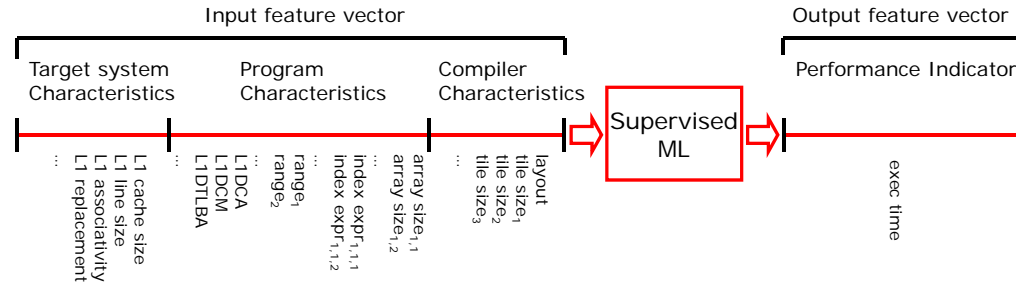 Input feature vector
Output feature vector
Target system
Characteristics
Program
Characteristics
Compiler
Characteristics
Performance Indicator
Supervised
ML
...
L1 replacement
L1 associativity
L1 line size
L1 cache size
...
L1DTLBA
L1DCM
L1DCA
...
range2
range1
...
index expr1,1,2
index expr1,1,1
...
array size1,2
array size1,1
...
tile size3
tile size2
tile size1
layout
exec time